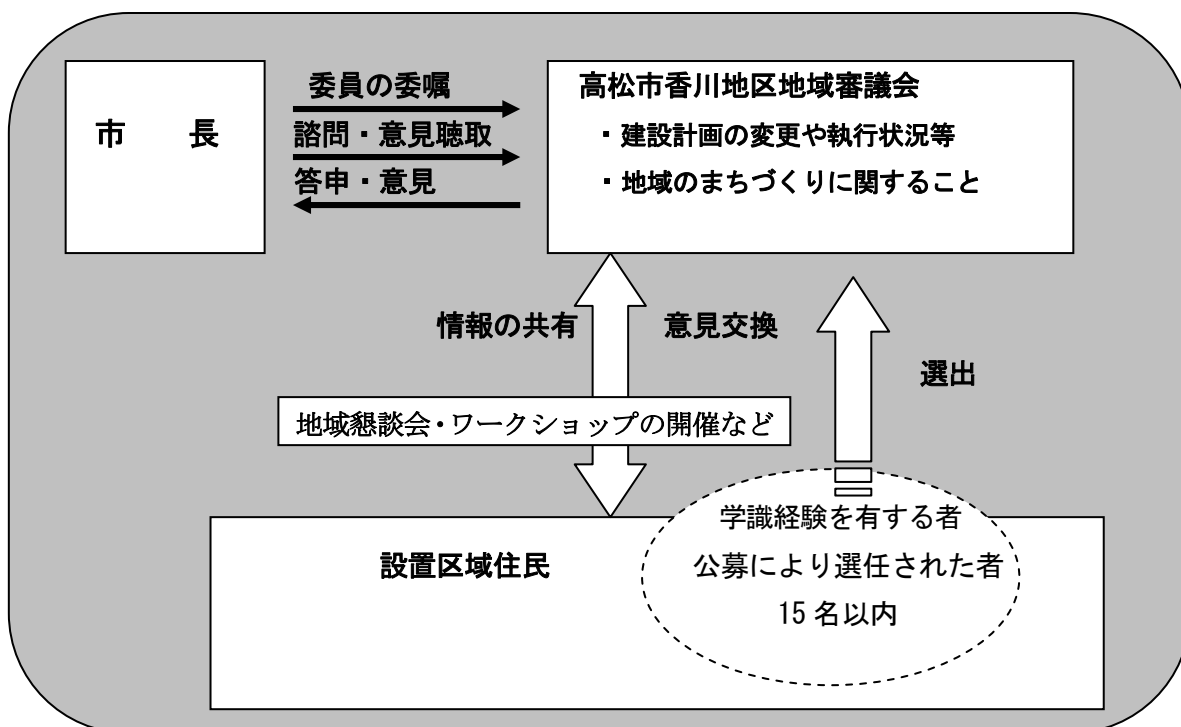 市　　長
委員の委嘱
諮問・意見聴取
答申・意見
高松市香川地区地域審議会
・建設計画の変更や執行状況等
・地域のまちづくりに関すること
情報の共有
意見交換
選出
地域懇談会・ワークショップの開催など
設置区域住民
学識経験を有する者
公募により選任された者
15 名以内